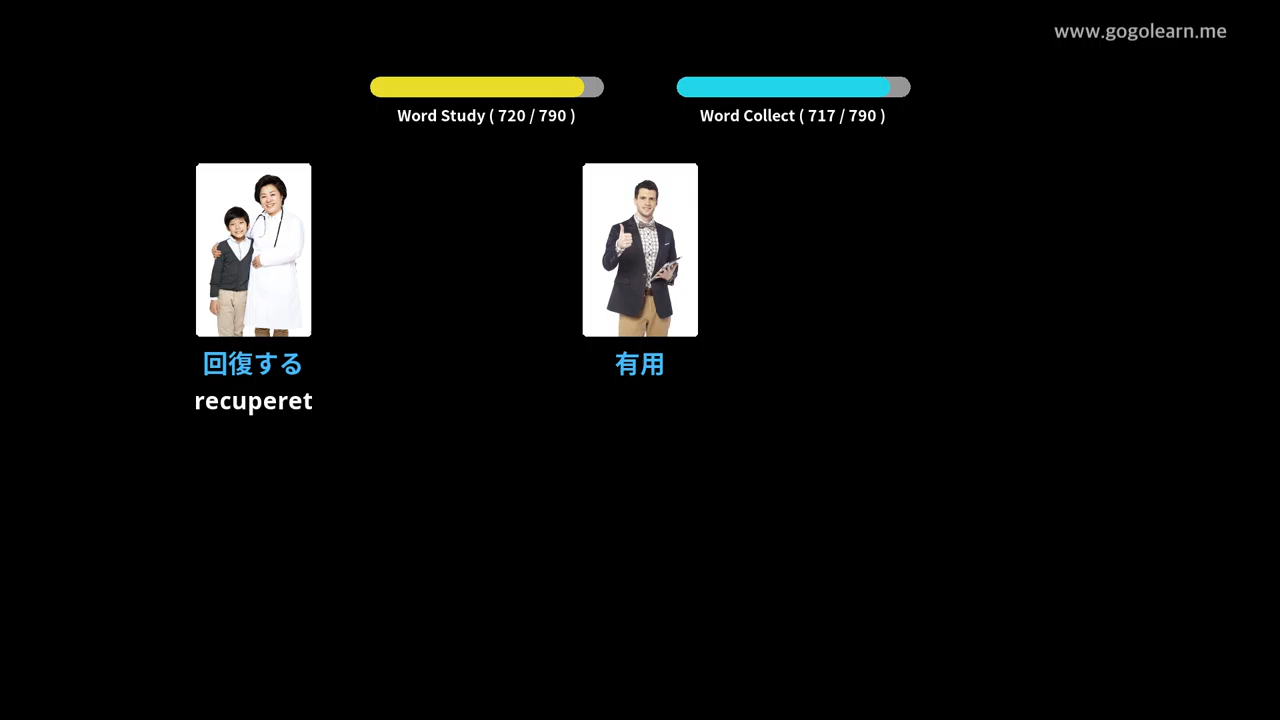 www.gogolearn.me
Word Study ( 720 / 790 )
Word Collect ( 717 / 790 )
回復する
recuperet
有用